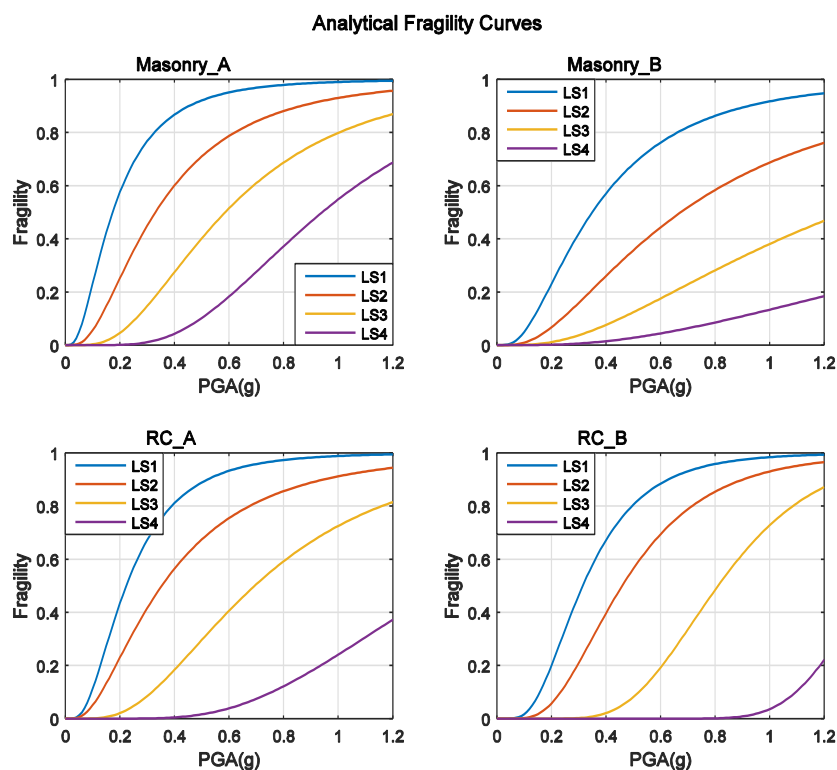 Analytical Fragility Curves
Masonry_A
1
0.8
0.6
0.4
0.2
0
Fragility
LS1
LS2
LS3
LS4
0 0.2 0.4 0.6 0.8 1 1.2
PGA(g)
Masonry_B
1
0.8
0.6
0.4
0.2
0
Fragility
LS1
LS2
LS3
LS4
0 0.2 0.4 0.6 0.8 1 1.2
PGA(g)
RC_A
1
0.8
0.6
0.4
0.2
0
Fragility
LS1
LS2
LS3
LS4
0 0.2 0.4 0.6 0.8 1 1.2
PGA(g)
RC_B
1
0.8
0.6
0.4
0.2
0
Fragility
LS1
LS2
LS3
LS4
0 0.2 0.4 0.6 0.8 1 1.2
PGA(g)